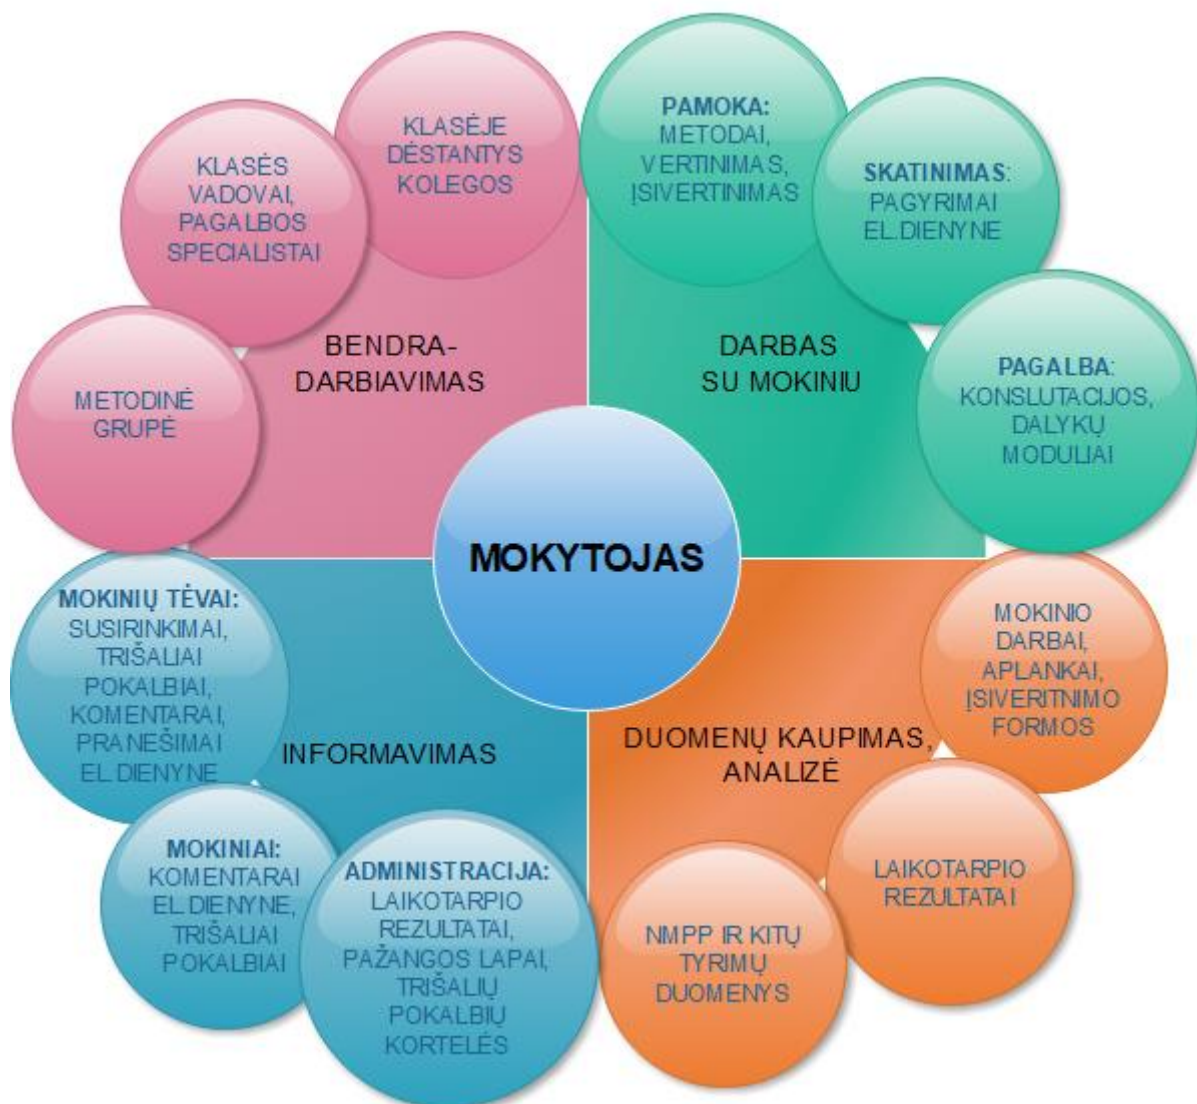 KLASĖJE
DĖSTANTYS
KOLEGOS
KLASĖS
VADOVAI,
PAGALBOS
SPECIALISTAI
METODINĖ
GRUPĖ
BENDRA-
DARBIAVIMAS
PAMOKA:
METODAI,
VERTINIMAS,
ĮSIVERTINIMAS
SKATINIMAS:
PAGYRIMAI
EL.DIENYNE
PAGALBA:
KONSLUTACIJOS,
DALYKŲ
MODULIAI
DARBAS
SU MOKINIU
MOKYTOJAS
MOKINIŲ TĖVAI:
SUSIRINKIMAI,
TRIŠALIAI
POKALBIAI,
KOMENTARAI,
PRANEŠIMAI
EL.DIENYNE
INFORMAVIMAS
MOKINIAI:
KOMENTARAI
EL.DIENYNE,
TRIŠALIAI
POKALBIAI
ADMINISTRACIJA:
LAIKOTARPIO
REZULTATAI,
PAŽANGOS LAPAI,
TRIŠALIŲ
POKALBIŲ
KORTELĖS
MOKINIO
DARBAI,
APLANKAI,
ĮSIVERITNIMO
FORMOS
DUOMENŲ KAUPIMAS,
ANALIZĖ
LAIKOTARPIO
REZULTATAI
NMPP IR KITŲ
TYRIMŲ
DUOMENYS